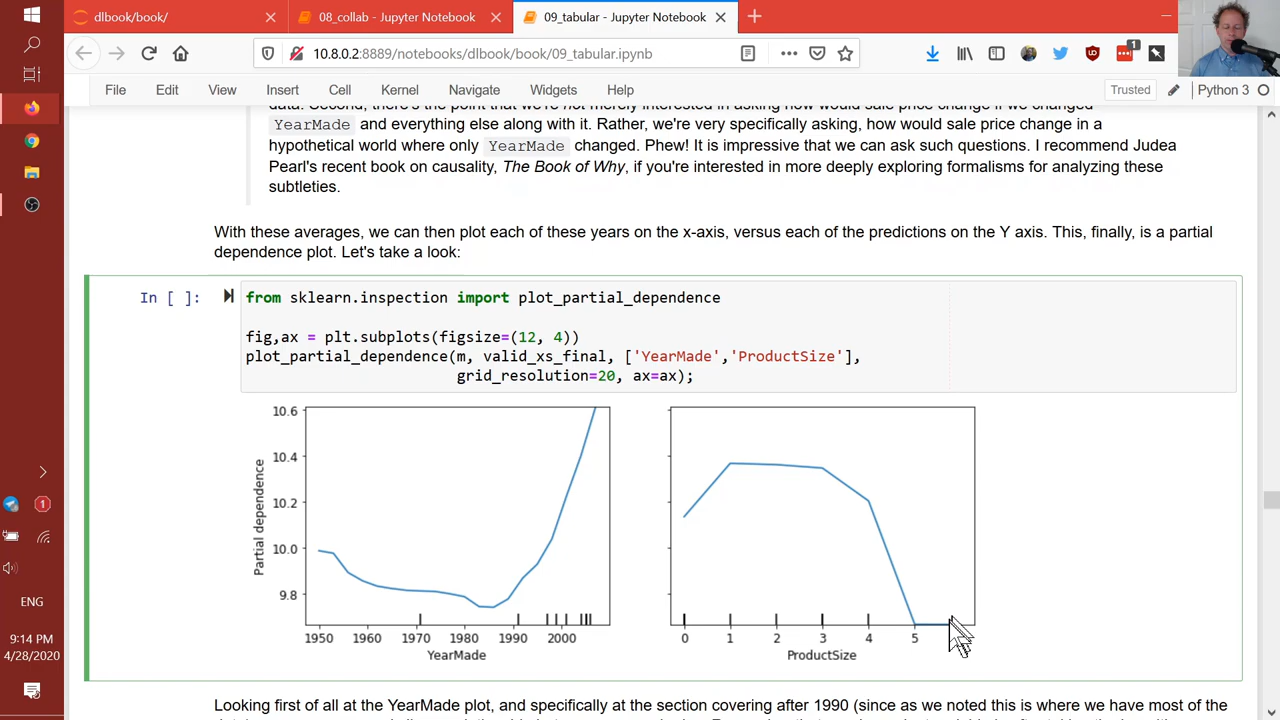 dlbook/book/
08_collab - Jupyter Notebook
09_tabular - Jupyter Notebook
10.8.0.2:8889/notebooks/dlbook/book/09_tabular.ipynb
1
File Edit View Insert Cell Kernel Navigate Widgets Help
Trusted
Python 3
YearMade and everything else along with it. Rather, we're very specifically asking, how would sale price change in a
hypothetical world where only YearMade changed. Phew! It is impressive that we can ask such questions. I recommend Judea
Pearl's recent book on causality, The Book of Why, if you're interested in more deeply exploring formalisms for analyzing these
subtleties.
With these averages, we can then plot each of these years on the x-axis, versus each of the predictions on the Y axis. This, finally, is a partial
dependence plot. Let's take a look:
In [ ]:
from sklearn.inspection import plot_partial_dependence
fig,ax = plt.subplots(figsize=(12, 4))
plot_partial_dependence(m, valid_xs_final, ['YearMade','ProductSize'],
grid_resolution=20, ax=ax);
10.6
10.4
10.2
10.0
9.8
Partial dependence
1950 1960 1970 1980 1990 2000
YearMade
0 1 2 3 4 5
ProductSize
Looking first of all at the YearMade plot, and specifically at the section covering after 1990 (since as we noted this is where we have most of the
1
ENG
9:14 PM
4/28/2020